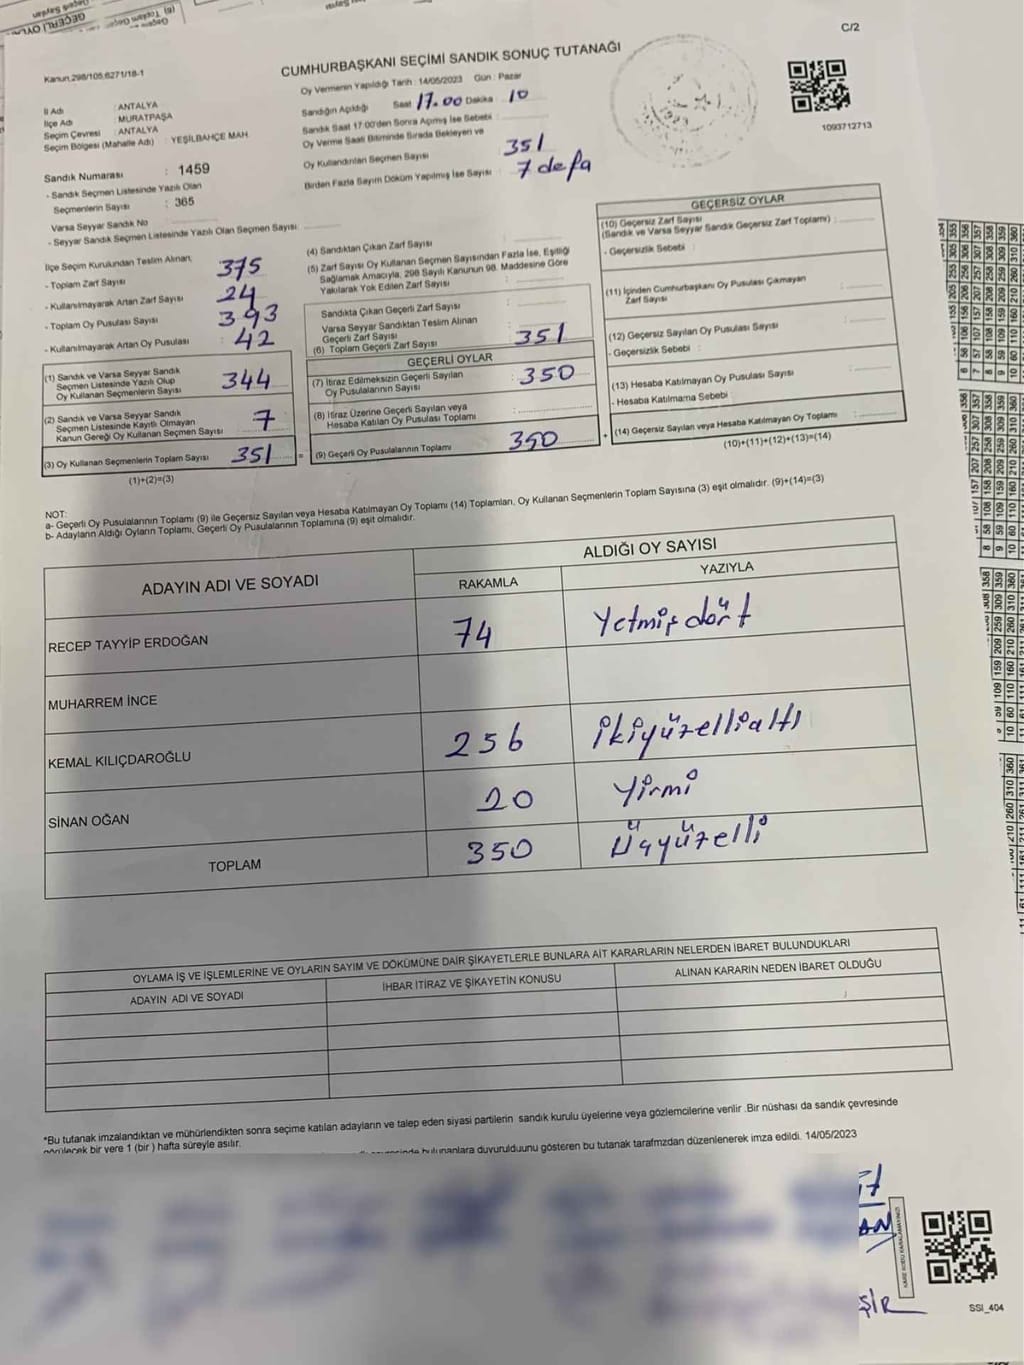 C/2
CUMHURBAŞKANI SEÇİMİ SANDIK SONUÇ TUTANAĞI
Kanun;298/105,6271/18-1
Oy Vermenin Yapıldığı Tarih : 14/05/2023 Gün : Pazar
Sandığın Açıldığı Saat 17.00 Dakika 10
Sandık Saat 17:00'den Sonra Açılmış İse Sebebi :
Oy Verme Saati Bitiminde Sırada Bekleyen ve
Oy Kullandırılan Seçmen Sayısı 351
Birden Fazla Sayım Döküm Yapılmış İse Sayısı : 7 defa
1093712713
İl Adı : ANTALYA
İlçe Adı : MURATPAŞA
Seçim Çevresi : ANTALYA
Seçim Bölgesi (Mahalle Adı) : YEŞİLBAHÇE MAH.
Sandık Numarası : 1459
- Sandık Seçmen Listesinde Yazılı Olan
Seçmenlerin Sayısı : 365
Varsa Seyyar Sandık No
- Seyyar Sandık Seçmen Listesinde Yazılı Olan Seçmen Sayısı:
İlçe Seçim Kurulundan Teslim Alınan;
- Toplam Zarf Sayısı 375
- Kullanılmayarak Artan Zarf Sayısı 24
- Toplam Oy Pusulası Sayısı 393
- Kullanılmayarak Artan Oy Pusulası : 42
(1) Sandık ve Varsa Seyyar Sandık
Seçmen Listesinde Yazılı Olup
Oy Kullanan Seçmenlerin Sayısı 344
(2) Sandık ve Varsa Seyyar Sandık
Seçmen Listesinde Kayıtlı Olmayan
Kanun Gereği Oy Kullanan Seçmen Sayısı 7
(3) Oy Kullanan Seçmenlerin Toplam Sayısı 351 =
(1)+(2)=(3)
(4) Sandıktan Çıkan Zarf Sayısı
(5) Zarf Sayısı Oy Kullanan Seçmen Sayısından Fazla İse, Eşitliği
Sağlamak Amacıyla, 298 Sayılı Kanunun 98. Maddesine Göre
Yakılarak Yok Edilen Zarf Sayısı :
Sandıkta Çıkan Geçerli Zarf Sayısı :
Varsa Seyyar Sandıktan Teslim Alınan
Geçerli Zarf Sayısı :
(6) Toplam Geçerli Zarf Sayısı 351
GEÇERLİ OYLAR
(7) İtiraz Edilmeksizin Geçerli Sayılan
Oy Pusulalarının Sayısı : 350
(8) İtiraz Üzerine Geçerli Sayılan veya
Hesaba Katılan Oy Pusulası Toplamı :
(9) Geçerli Oy Pusulalarının Toplamı 350 +
GEÇERSİZ OYLAR
(10) Geçersiz Zarf Sayısı
(Sandık ve Varsa Seyyar Sandık Geçersiz Zarf Toplamı) :
- Geçersizlik Sebebi :
(11) İçinden Cumhurbaşkanı Oy Pusulası Çıkmayan
Zarf Sayısı :
(12) Geçersiz Sayılan Oy Pusulası Sayısı :
- Geçersizlik Sebebi :
(13) Hesaba Katılmayan Oy Pusulası Sayısı :
- Hesaba Katılmama Sebebi :
(14) Geçersiz Sayılan veya Hesaba Katılmayan Oy Toplamı :
(10)+(11)+(12)+(13)=(14)
NOT:
a- Geçerli Oy Pusulalarının Toplamı (9) ile Geçersiz Sayılan veya Hesaba Katılmayan Oy Toplamı (14) Toplamları, Oy Kullanan Seçmenlerin Toplam Sayısına (3) eşit olmalıdır. (9)+(14)=(3)
b- Adayların Aldığı Oyların Toplamı, Geçerli Oy Pusulalarının Toplamına (9) eşit olmalıdır.
ADAYIN ADI VE SOYADI
ALDIĞI OY SAYISI
RAKAMLA YAZIYLA
RECEP TAYYİP ERDOĞAN 74 Yetmiş dört
MUHARREM İNCE
KEMAL KILIÇDAROĞLU 256 ikiyüzellialtı
SİNAN OĞAN 20 Yirmi
TOPLAM 350 Üçyüzelli
OYLAMA İŞ VE İŞLEMLERİNE VE OYLARIN SAYIM VE DÖKÜMÜNE DAİR ŞİKAYETLERLE BUNLARA AİT KARARLARIN NELERDEN İBARET BULUNDUKLARI
ADAYIN ADI VE SOYADI İHBAR İTİRAZ VE ŞİKAYETİN KONUSU ALINAN KARARIN NEDEN İBARET OLDUĞU
*Bu tutanak imzalandıktan ve mühürlendikten sonra seçime katılan adayların ve talep eden siyasi partilerin sandık kurulu üyelerine veya gözlemcilerine verilir .Bir nüshası da sandık çevresinde
görülecek bir yere 1 (bir ) hafta süreyle asılır.
bulunanlara duyurulduunu gösteren bu tutanak tarafmzdan düzenlenerek imza edildi. 14/05/2023
SSI_404